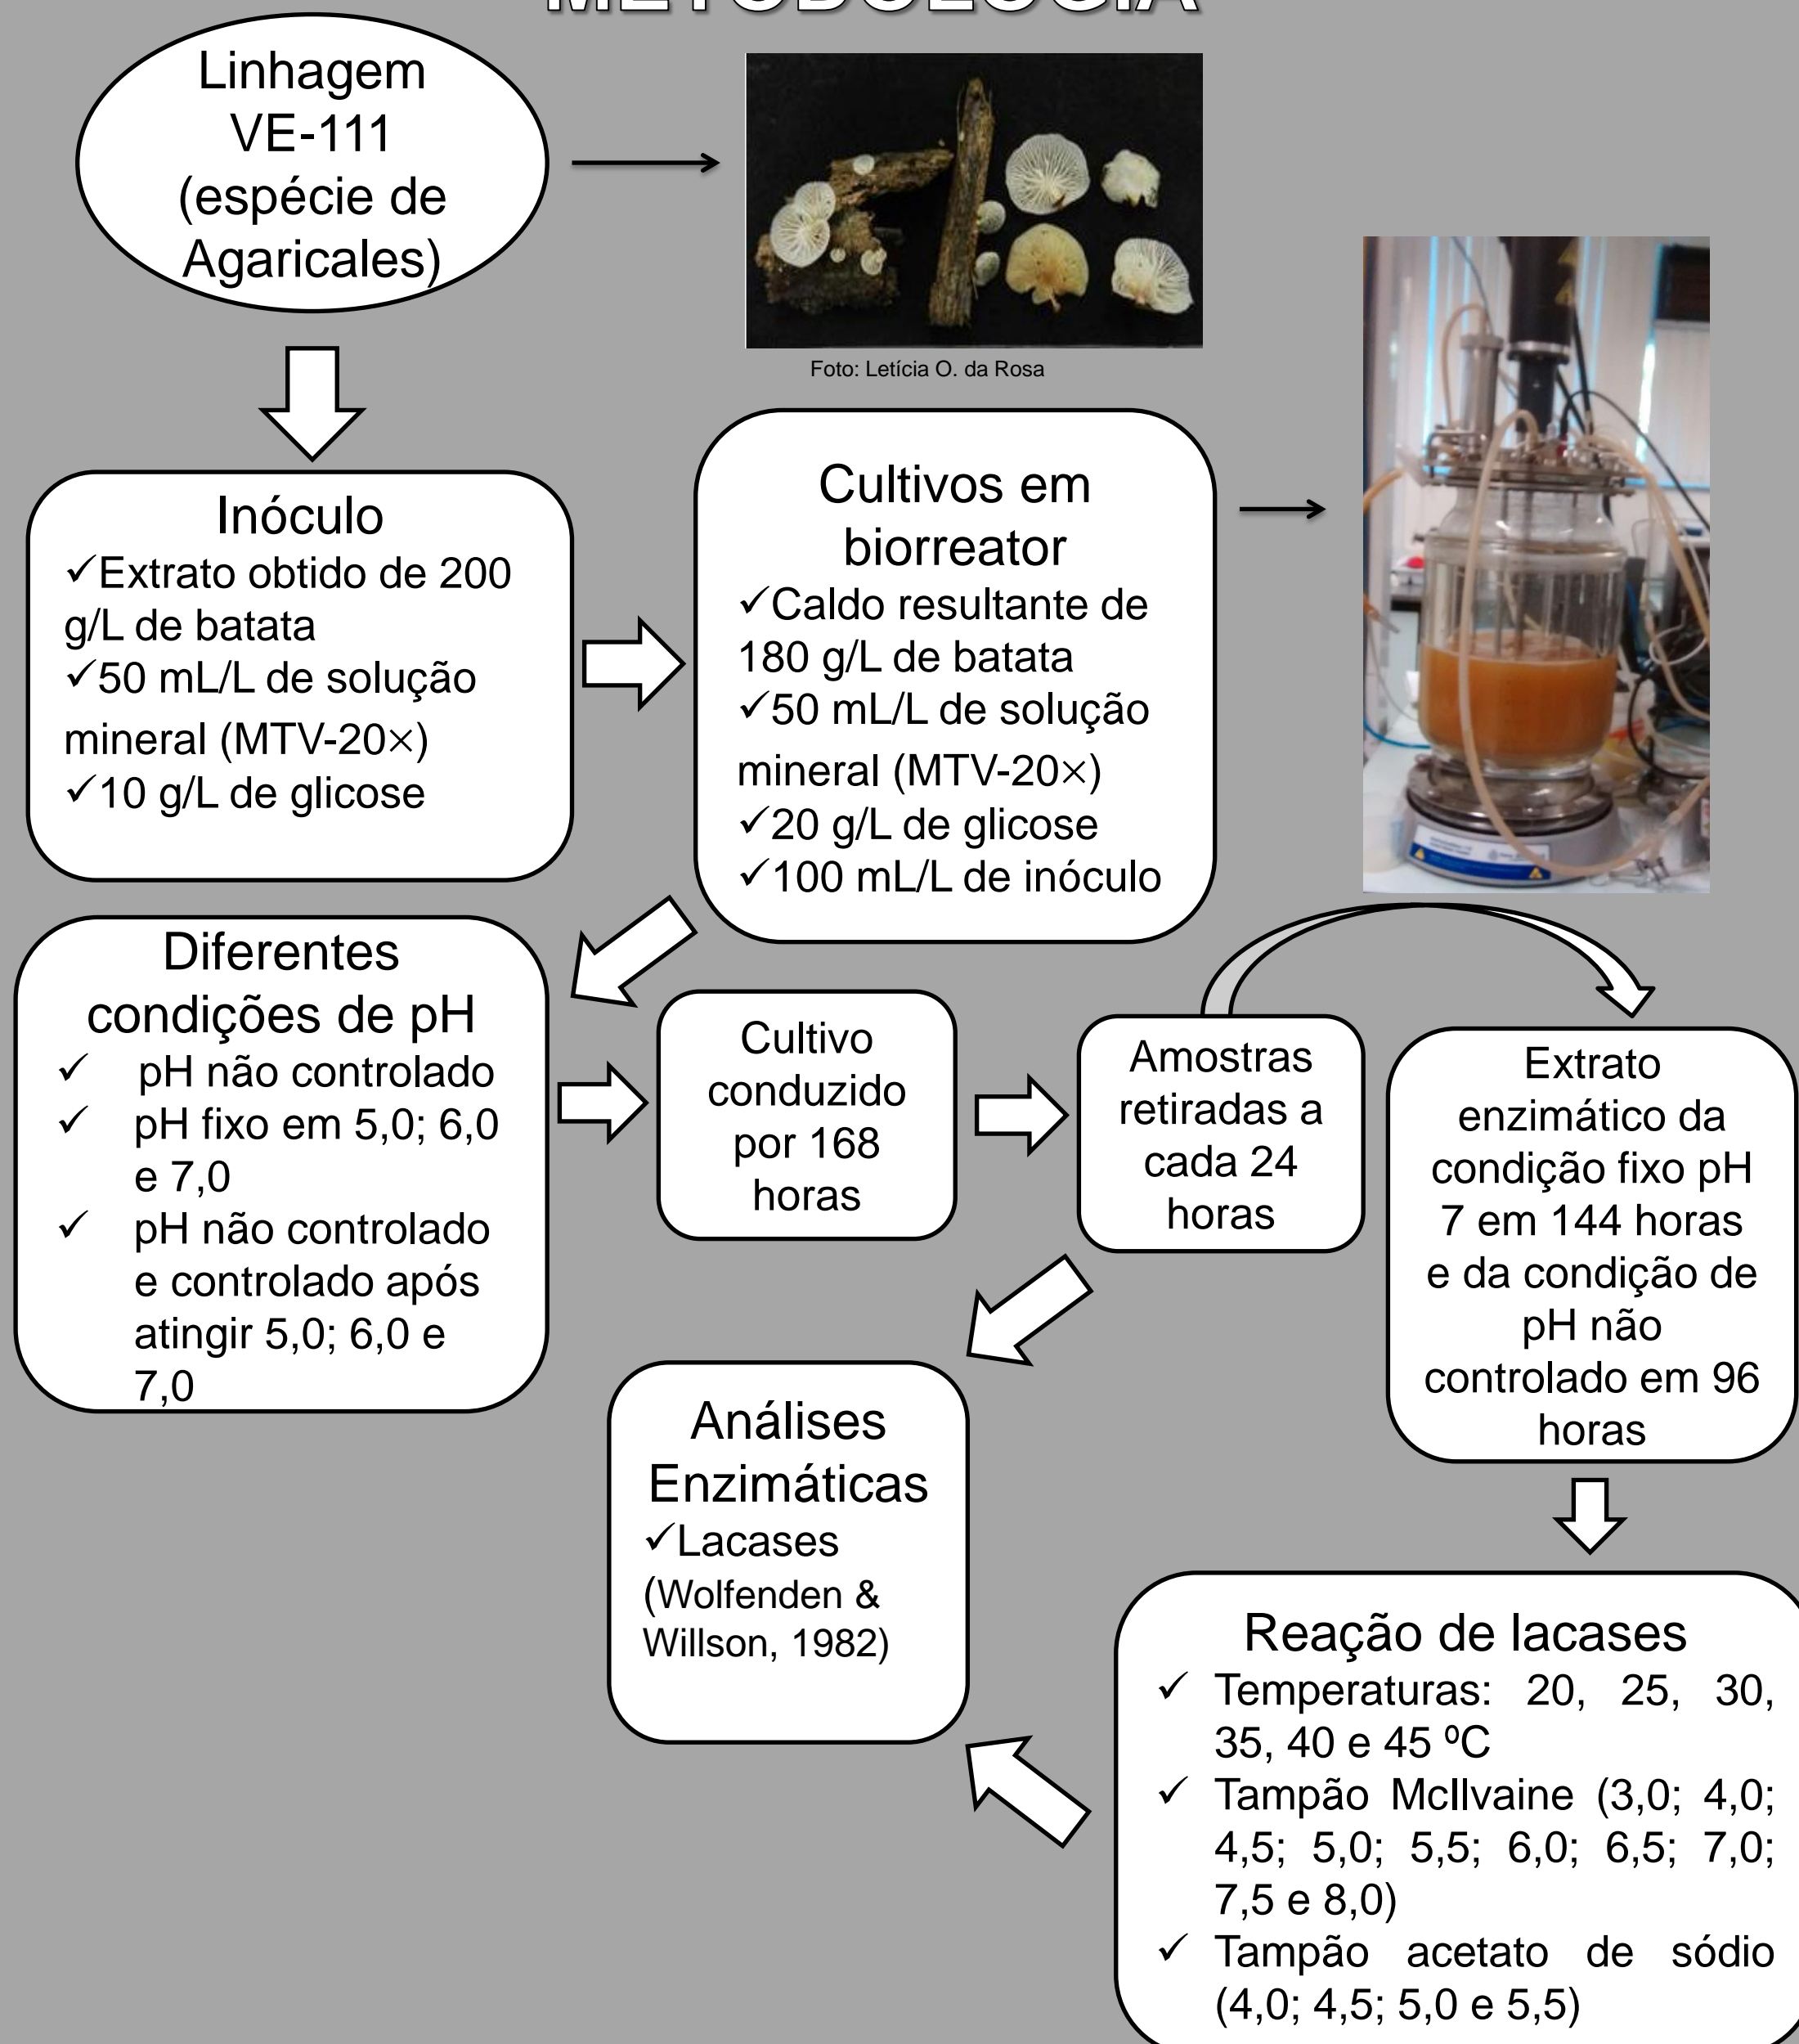 METODOLOGIA
Linhagem
VE-111
(espécie de
Agaricales)
Foto: Letícia O. da Rosa
Inóculo
✓Extrato obtido de 200
g/L de batata
✓50 mL/L de solução
mineral (MTV-20×)
✓10 g/L de glicose
Cultivos em
biorreator
✓Caldo resultante de
180 g/L de batata
✓50 mL/L de solução
mineral (MTV-20×)
✓20 g/L de glicose
✓100 mL/L de inóculo
Diferentes
condições de pH
✓ pH não controlado
✓ pH fixo em 5,0; 6,0
e 7,0
✓ pH não controlado
e controlado após
atingir 5,0; 6,0 e
7,0
Cultivo
conduzido
por 168
horas
Amostras
retiradas a
cada 24
horas
Extrato
enzimático da
condição fixo pH
7 em 144 horas
e da condição de
pH não
controlado em 96
horas
Análises
Enzimáticas
✓Lacases
(Wolfenden &
Willson, 1982)
Reação de lacases
✓ Temperaturas: 20, 25, 30,
35, 40 e 45 ºC
✓ Tampão McIlvaine (3,0; 4,0;
4,5; 5,0; 5,5; 6,0; 6,5; 7,0;
7,5 e 8,0)
✓ Tampão acetato de sódio
(4,0; 4,5; 5,0 e 5,5)